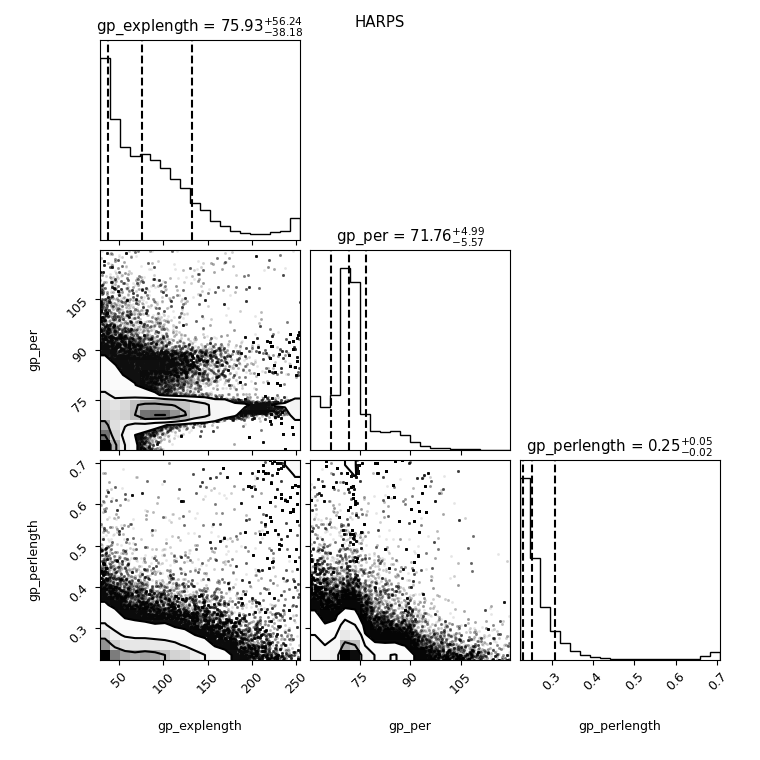 HARPS
gp_explength = 75.93+56.24−38.18
gp_per = 71.76+4.99−5.57
gp_per
105
90
75
gp_perlength = 0.25+0.05−0.02
gp_perlength
0.7
0.6
0.5
0.4
0.3
50 100 150 200 250
75 90 105
0.3 0.4 0.5 0.6 0.7
gp_explength gp_per gp_perlength